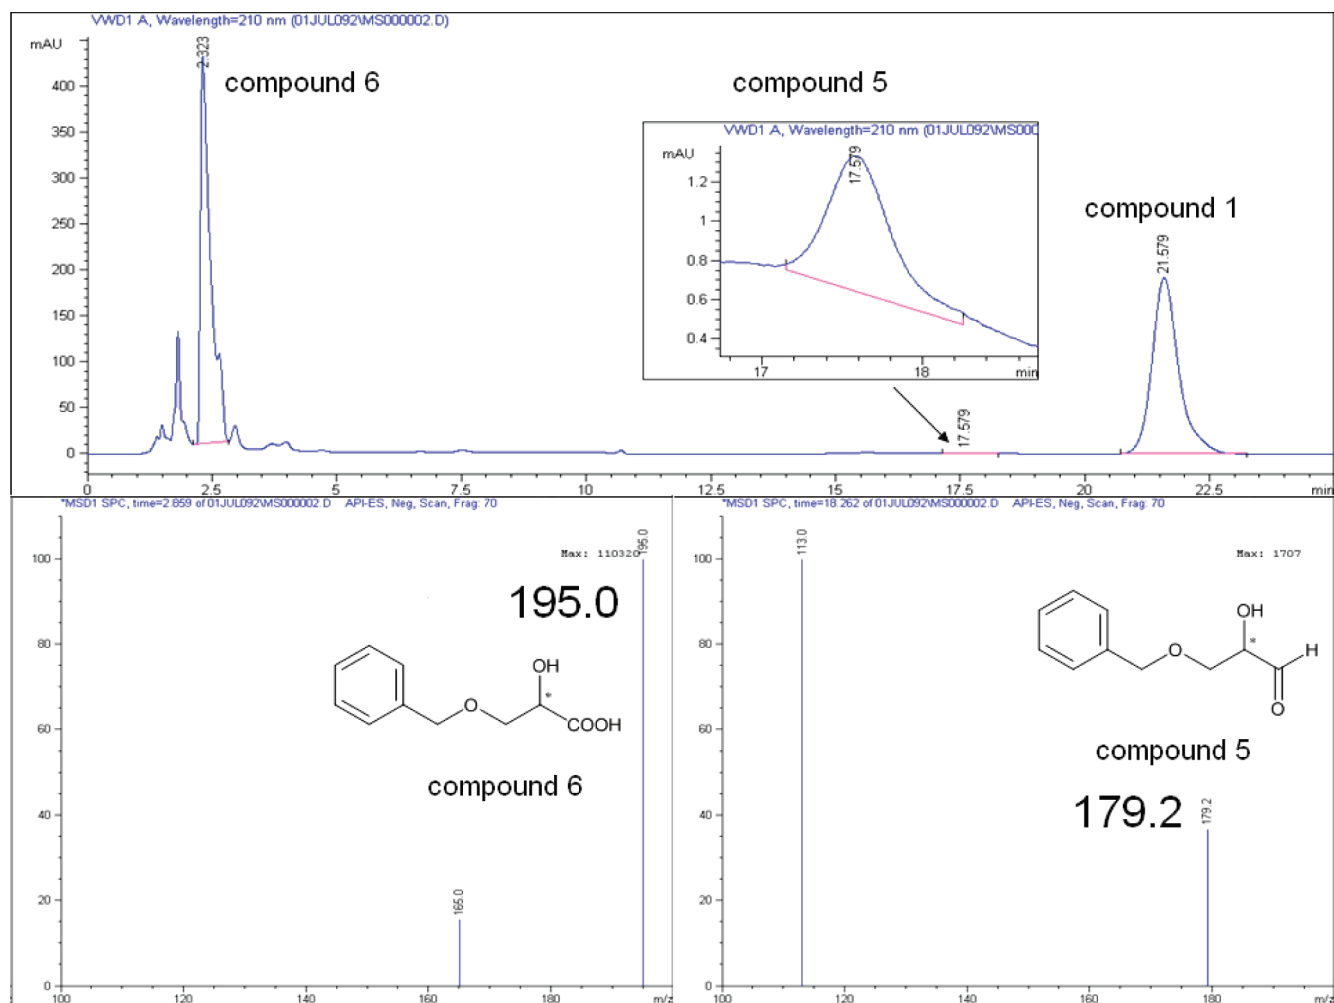 VWD1 A, Wavelength=210 nm (01JUL092\MS000002.D)
mAU
2.323
compound 6
compound 5
400
350
300
250
200
150
100
50
0
VWD1 A, Wavelength=210 nm (01JUL092\MS000
mAU
17.579
1.2
1
0.8
0.6
0.4
17
18
min
compound 1
21.579
17.579
0
2.5
5
7.5
10
12.5
15
17.5
20
22.5
min
*MSD1 SPC, time=2.859 of 01JUL092\MS000002.D API-ES, Neg, Scan, Frag: 70
Max: 110320
195.0
195.0
100
80
60
40
20
0
OH
*
O
COOH
compound 6
165.0
100
120
140
160
180
m/z
*MSD1 SPC, time=18.262 of 01JUL092\MS000002.D API-ES, Neg, Scan, Frag: 70
Max: 1707
113.0
100
80
60
40
20
0
OH
*
O
H
O
compound 5
179.2
179.2
100
120
140
160
180
m/z